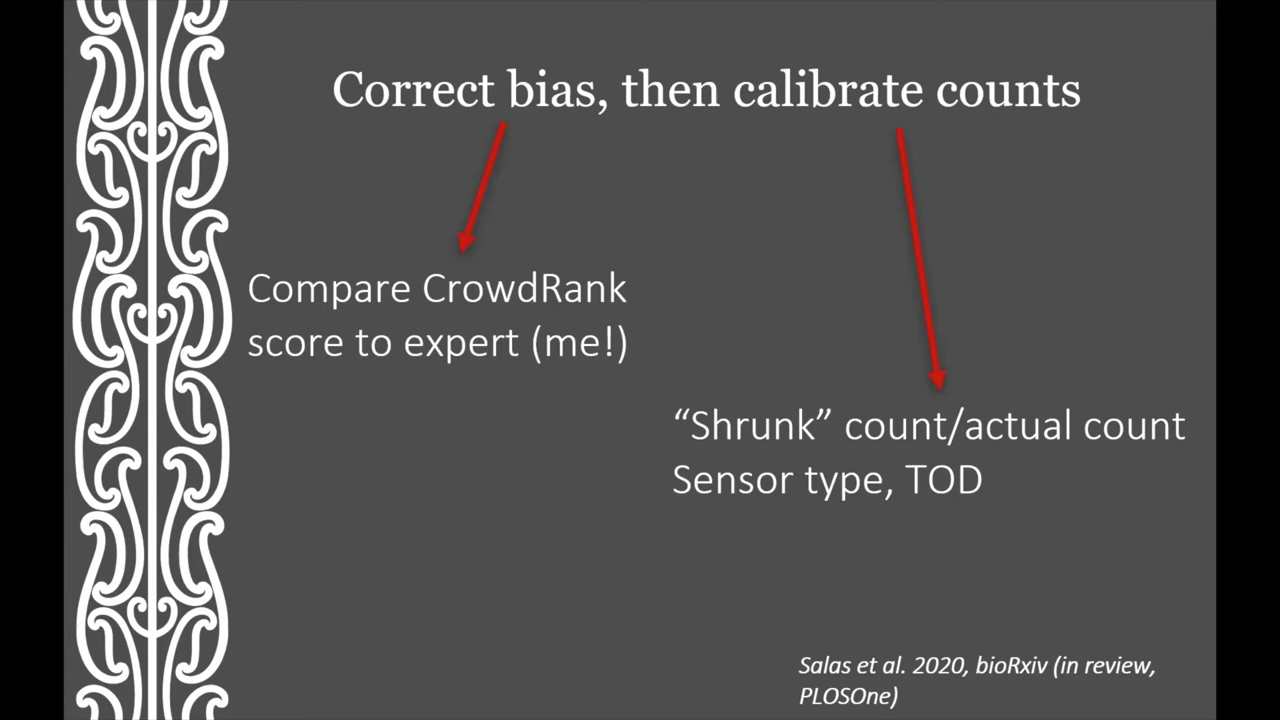 Correct bias, then calibrate counts
Compare CrowdRank
score to expert (me!)
“Shrunk” count/actual count
Sensor type, TOD
Salas et al. 2020, bioRxiv (in review,
PLOSOne)